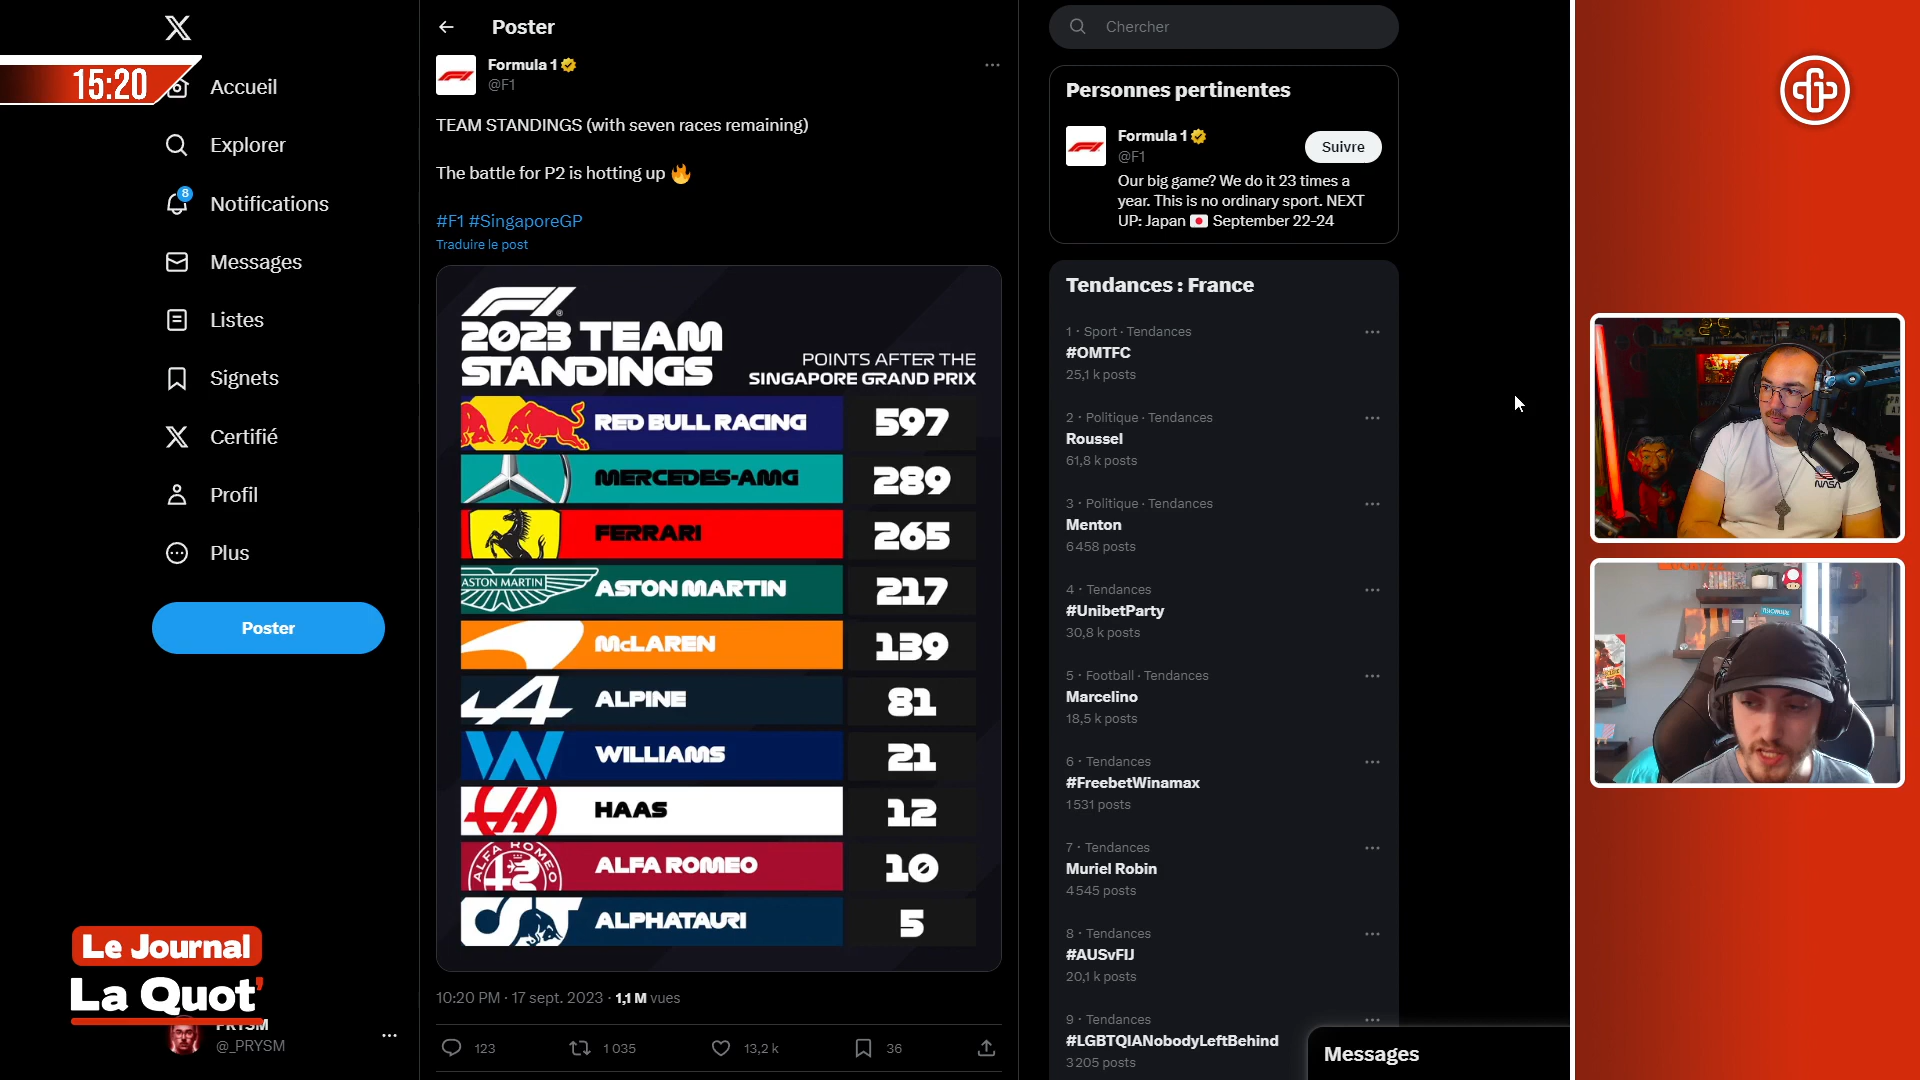 15:20
Accueil
Explorer
8
Notifications
Messages
Listes
Signets
Certifié
Profil
Plus
Poster
Le Journal
La Quot'
PRYSM
@_PRYSM
Poster
Formula 1
@F1
TEAM STANDINGS (with seven races remaining)
The battle for P2 is hotting up 🔥
#F1 #SingaporeGP
Traduire le post
2023 TEAM
STANDINGS
POINTS AFTER THE
SINGAPORE GRAND PRIX
RED BULL RACING 597
MERCEDES-AMG 289
FERRARI 265
ASTON MARTIN ASTON MARTIN 217
McLAREN 139
ALPINE 81
WILLIAMS 21
HAAS 12
ALFA ROMEO ALFA ROMEO 10
ALPHATAURI 5
10:20 PM · 17 sept. 2023 · 1,1 M vues
123 1 035 13,2 k 36
Chercher
Personnes pertinentes
Formula 1
@F1
Suivre
Our big game? We do it 23 times a
year. This is no ordinary sport. NEXT
UP: Japan 🇯🇵 September 22-24
Tendances : France
1 · Sport · Tendances
#OMTFC
25,1 k posts
2 · Politique · Tendances
Roussel
61,8 k posts
3 · Politique · Tendances
Menton
6 458 posts
4 · Tendances
#UnibetParty
30,8 k posts
5 · Football · Tendances
Marcelino
18,5 k posts
6 · Tendances
#FreebetWinamax
1 531 posts
7 · Tendances
Muriel Robin
4 545 posts
8 · Tendances
#AUSvFIJ
20,1 k posts
9 · Tendances
#LGBTQIANobodyLeftBehind
3 205 posts
Messages
NASA